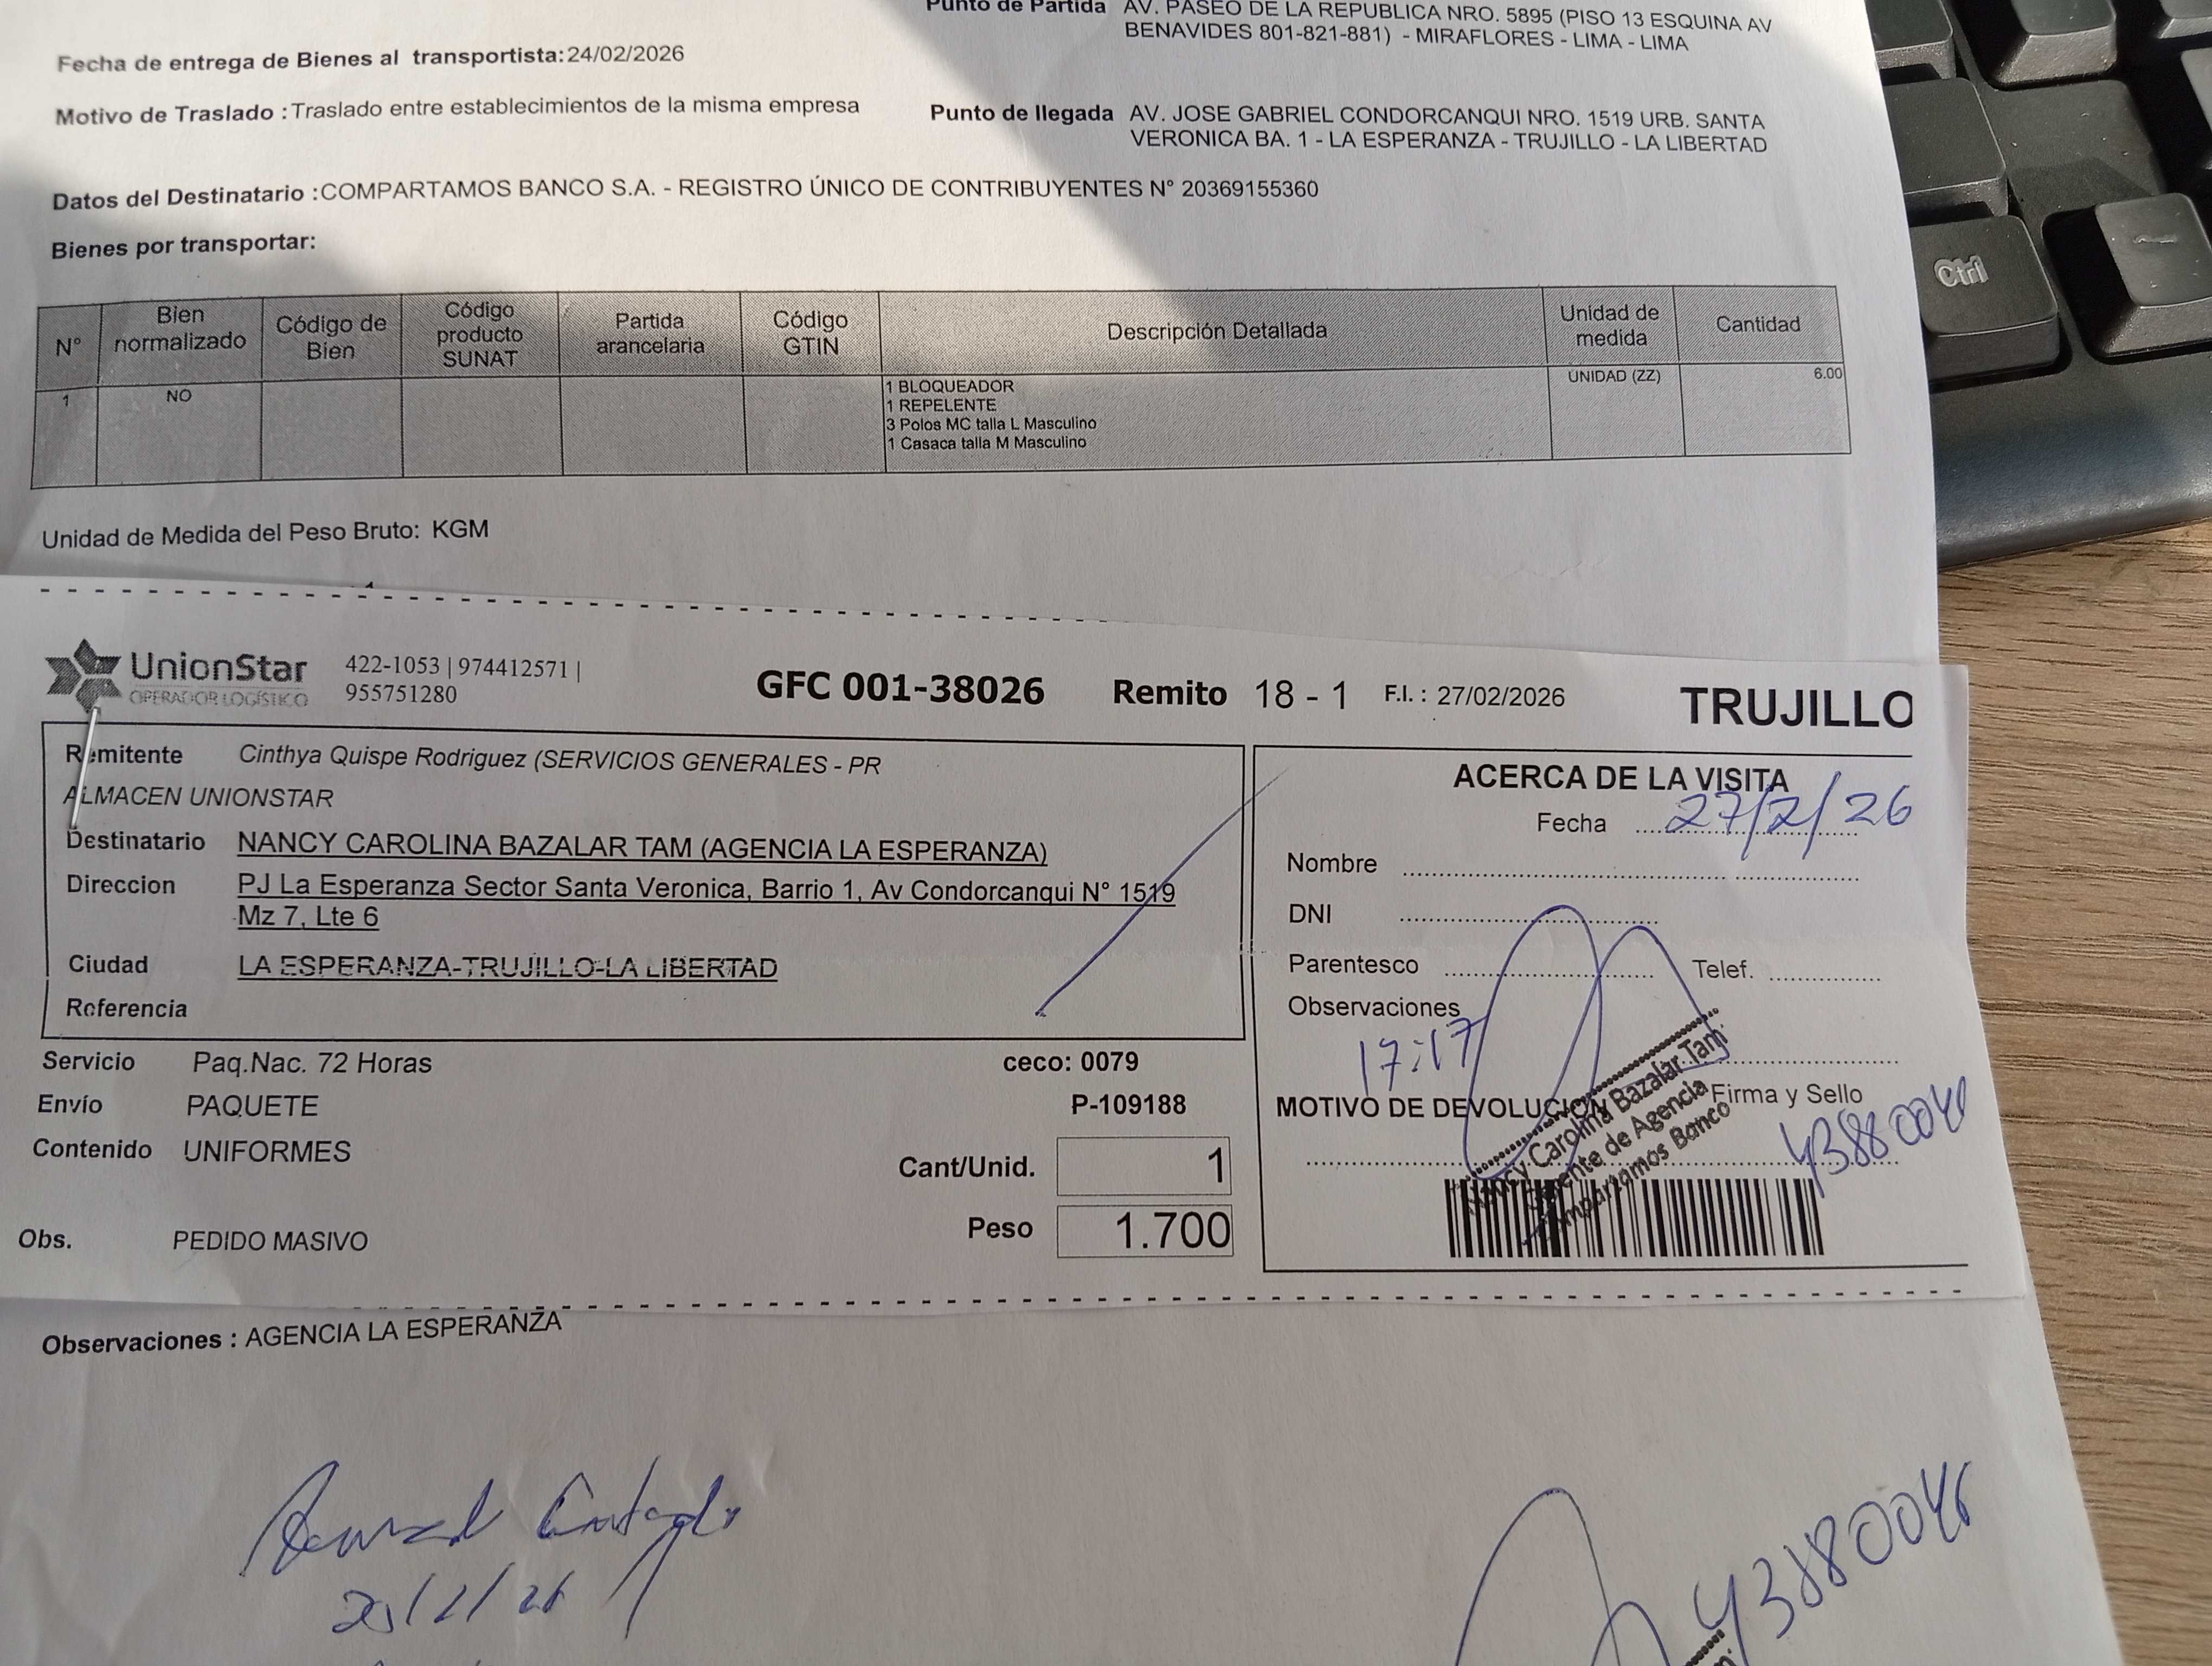 Punto de Partida AV. PASEO DE LA REPUBLICA NRO. 5895 (PISO 13 ESQUINA AV
BENAVIDES 801-821-881) - MIRAFLORES - LIMA - LIMA
Fecha de entrega de Bienes al transportista: 24/02/2026
Motivo de Traslado : Traslado entre establecimientos de la misma empresa
Punto de llegada AV. JOSE GABRIEL CONDORCANQUI NRO. 1519 URB. SANTA
VERONICA BA. 1 - LA ESPERANZA - TRUJILLO - LA LIBERTAD
Datos del Destinatario : COMPARTAMOS BANCO S.A. - REGISTRO ÚNICO DE CONTRIBUYENTES N° 20369155360
Bienes por transportar:
N° Bien normalizado Código de Bien Código producto SUNAT Partida arancelaria Código GTIN Descripción Detallada Unidad de medida Cantidad
1 NO 1 BLOQUEADOR UNIDAD (ZZ) 6.00
1 REPELENTE
3 Polos MC talla L Masculino
1 Casaca talla M Masculino
Unidad de Medida del Peso Bruto: KGM
UnionStar
OPERADOR LOGÍSTICO
422-1053 | 974412571 |
955751280
GFC 001-38026 Remito 18 - 1 F.I. : 27/02/2026 TRUJILLO
Remitente Cinthya Quispe Rodriguez (SERVICIOS GENERALES - PR
ALMACEN UNIONSTAR
Destinatario NANCY CAROLINA BAZALAR TAM (AGENCIA LA ESPERANZA)
Direccion PJ La Esperanza Sector Santa Veronica, Barrio 1, Av Condorcanqui N° 1519
Mz 7, Lte 6
Ciudad LA ESPERANZA-TRUJILLO-LA LIBERTAD
Referencia
Servicio Paq.Nac. 72 Horas ceco: 0079
Envío PAQUETE P-109188
Contenido UNIFORMES
Cant/Unid. 1
Peso 1.700
Obs. PEDIDO MASIVO
ACERCA DE LA VISITA
Fecha 27/2/26
Nombre
DNI
Parentesco Telef.
Observaciones
17:17
Firma y Sello
MOTIVO DE DEVOLUCION
Nancy Carolina Bazalar Tam
Gerente de Agencia
Compartamos Banco
43880046
Observaciones : AGENCIA LA ESPERANZA
43880046